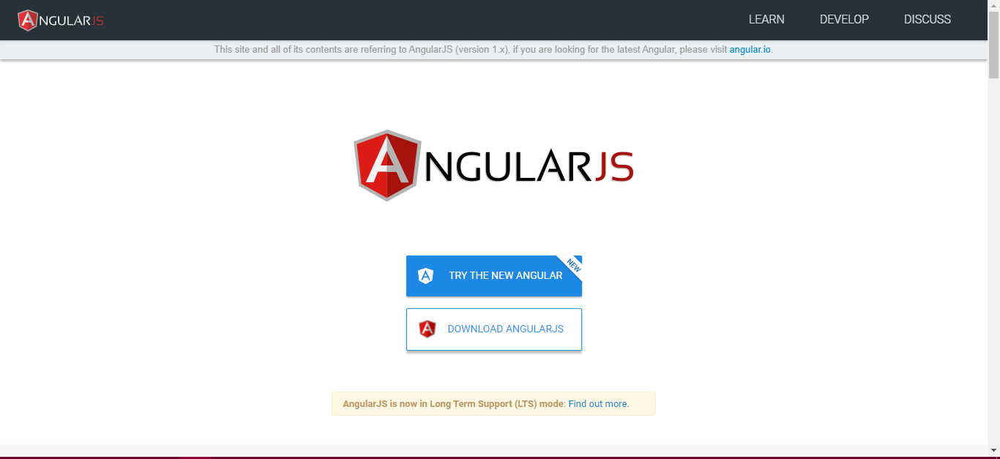 ANGULARJS
LEARN DEVELOP DISCUSS
This site and all of its contents are referring to AngularJS (version 1.x), if you are looking for the latest Angular, please visit angular.io.
ANGULARJS
NEW
A TRY THE NEW ANGULAR
A DOWNLOAD ANGULARJS
AngularJS is now in Long Term Support (LTS) mode: Find out more.